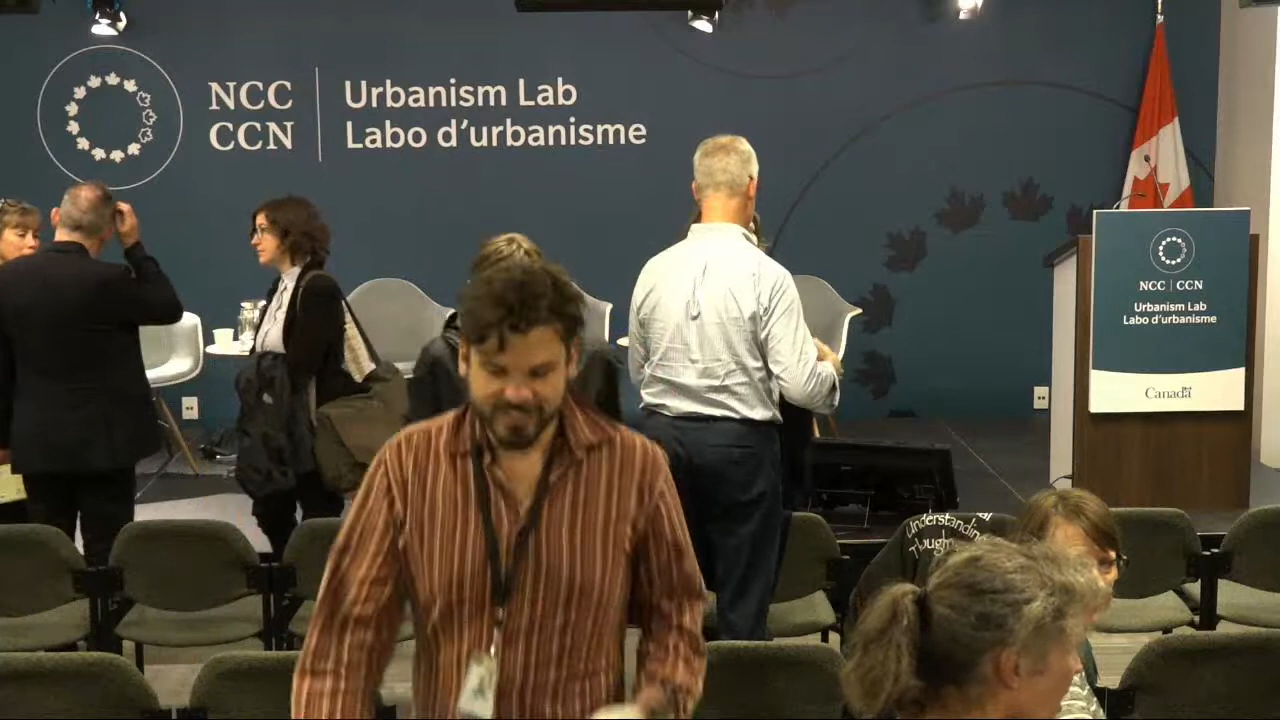 NCC
CCN
Urbanism Lab
Labo d'urbanisme
NCC | CCN
Urbanism Lab
Labo d'urbanisme
Canada
Understanding